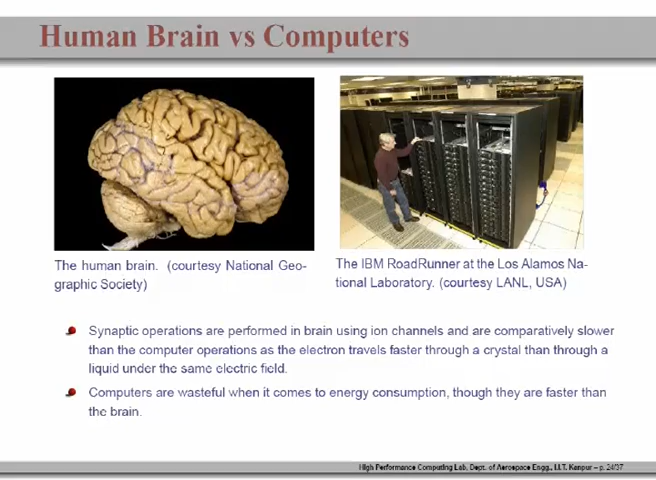 Human Brain vs Computers
The human brain. (courtesy National Geo-
graphic Society)
The IBM RoadRunner at the Los Alamos Na-
tional Laboratory. (courtesy LANL, USA)
Synaptic operations are performed in brain using ion channels and are comparatively slower
than the computer operations as the electron travels faster through a crystal than through a
liquid under the same electric field.
Computers are wasteful when it comes to energy consumption, though they are faster than
the brain.
High Performance Computing Lab, Dept. of Aerospace Engg., I.I.T. Kanpur – p. 24/37